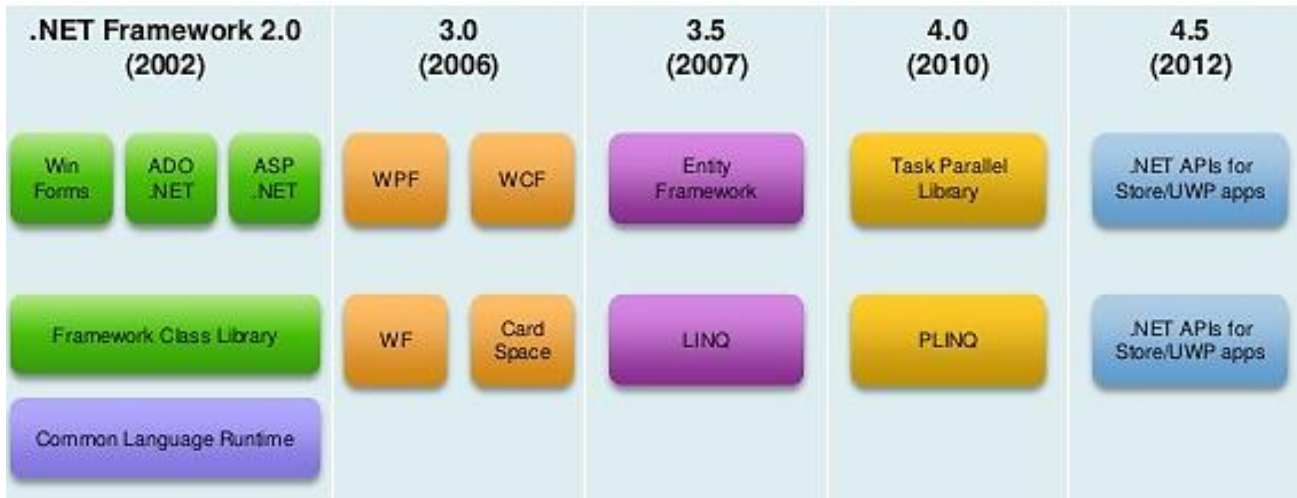 .NET Framework 2.0
(2002)
3.0
(2006)
3.5
(2007)
4.0
(2010)
4.5
(2012)
Win
Forms
ADO
.NET
ASP
.NET
WPF
WCF
Entity
Framework
Task Parallel
Library
.NET APIs for
Store/UWP apps
Framework Class Library
WF
Card
Space
LINQ
PLINQ
.NET APIs for
Store/UWP apps
Common Language Runtime